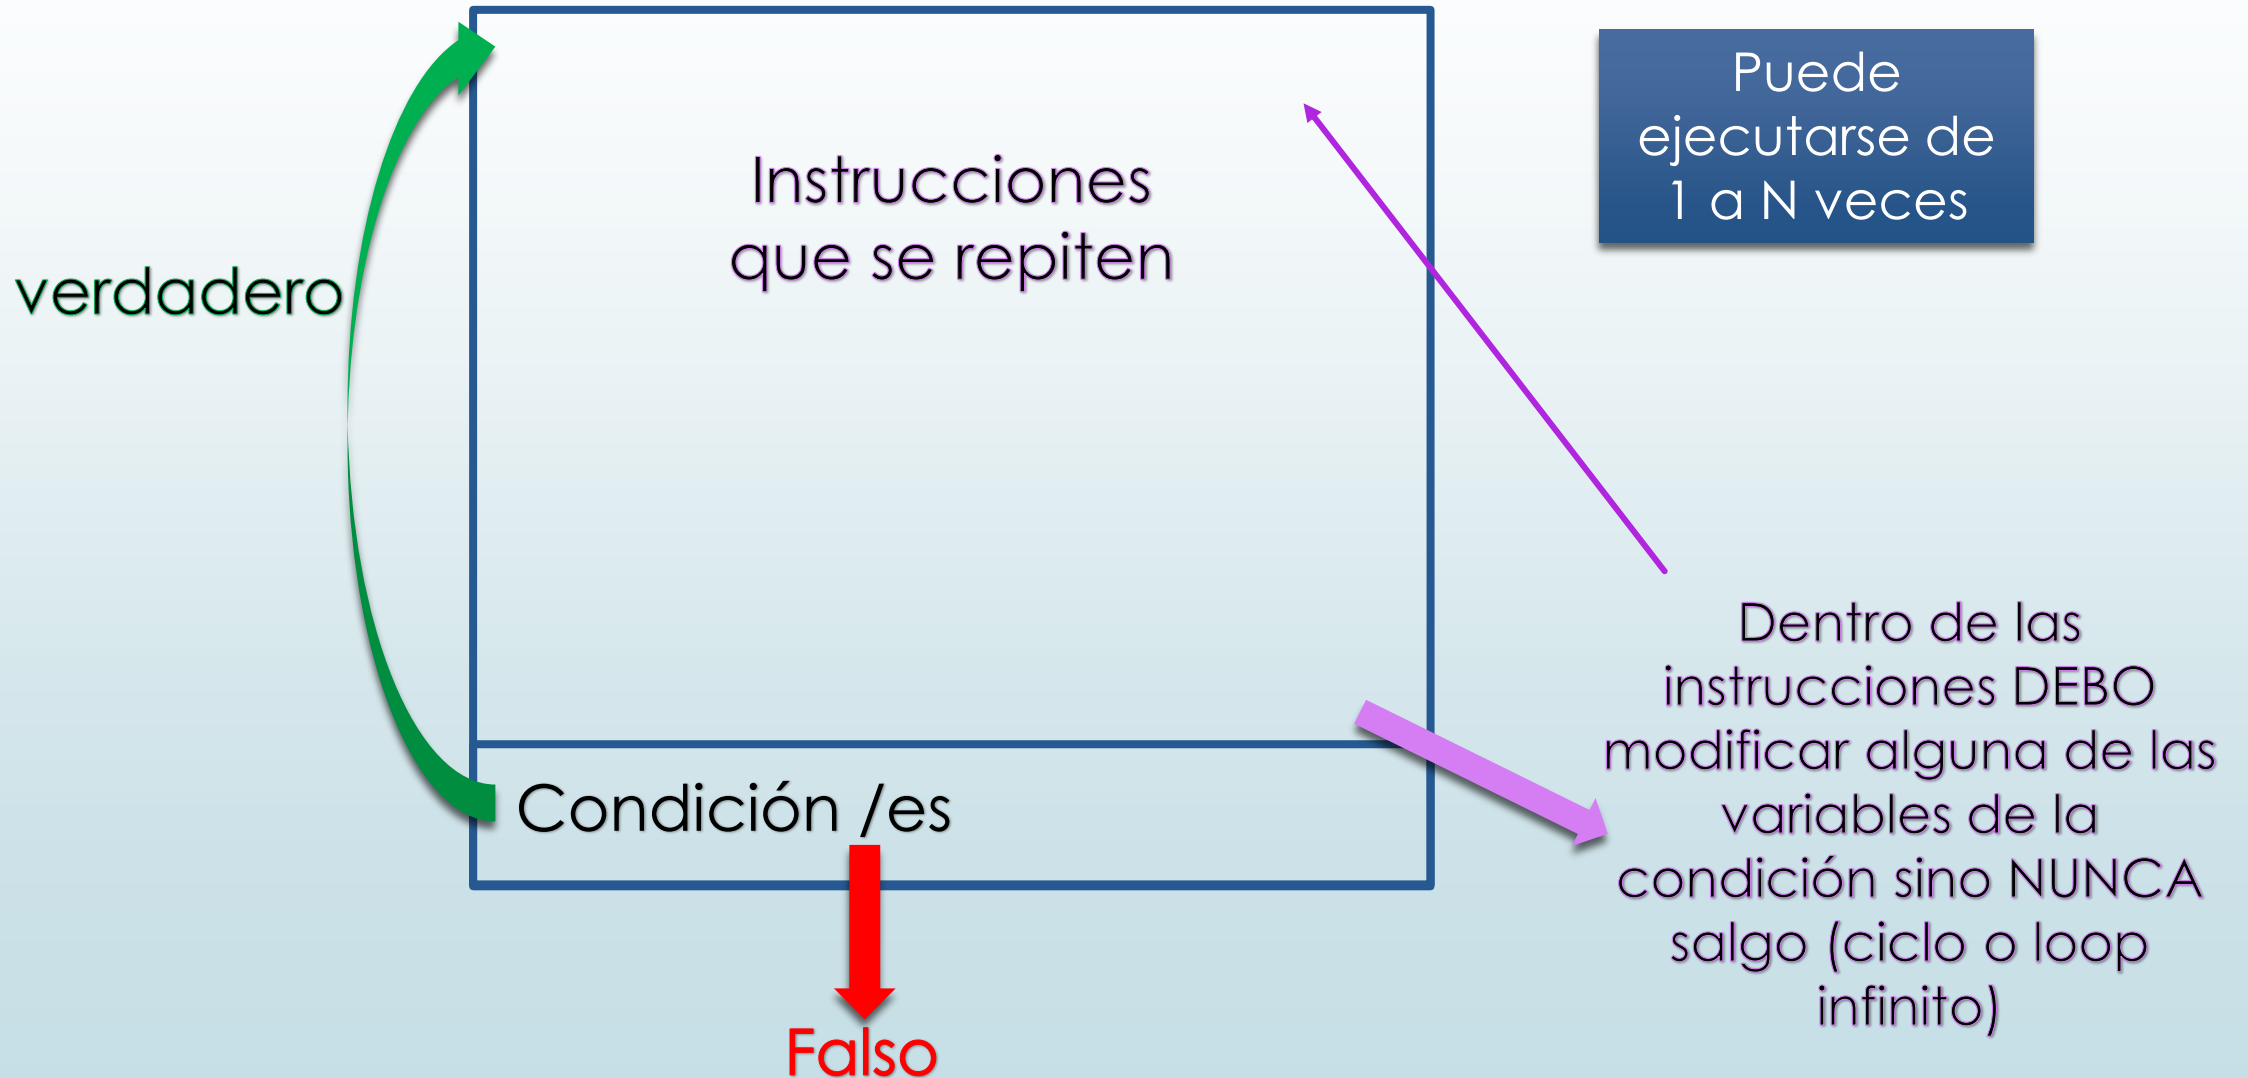 Puede
ejecutarse de
1 a N veces
Instrucciones
que se repiten
verdadero
Dentro de las
instrucciones DEBO
modificar alguna de las
variables de la
condición sino NUNCA
salgo (ciclo o loop
infinito)
Condición /es
Falso